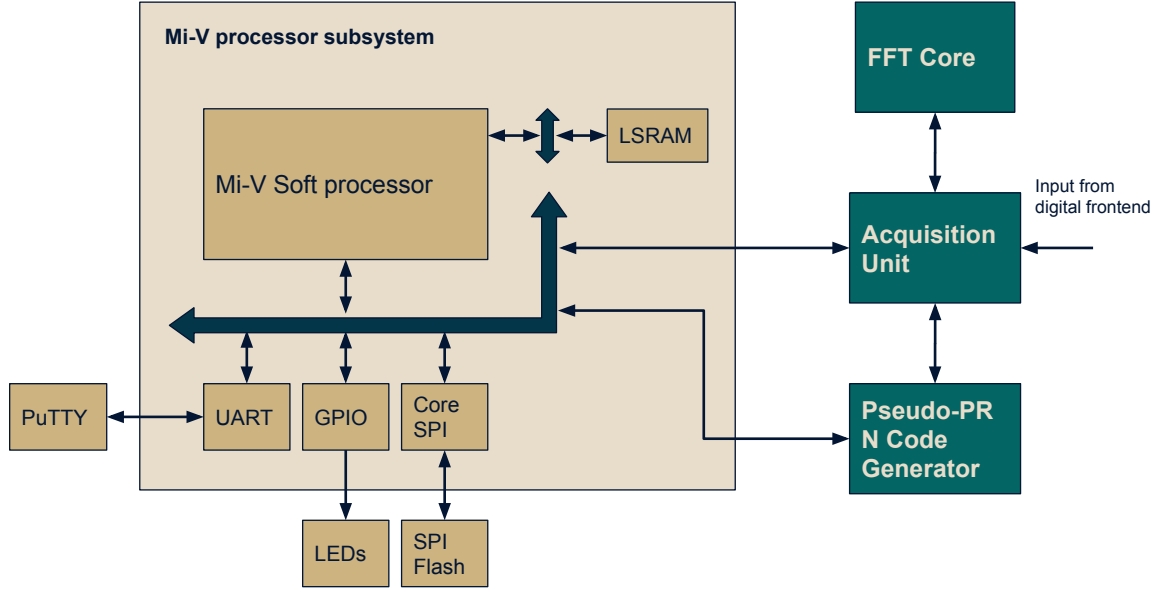 Mi-V processor subsystem
FFT Core
Mi-V Soft processor
LSRAM
Input from
digital frontend
Acquisition
Unit
PuTTY
UART
GPIO
Core
SPI
Pseudo-PR
N Code
Generator
LEDs
SPI
Flash